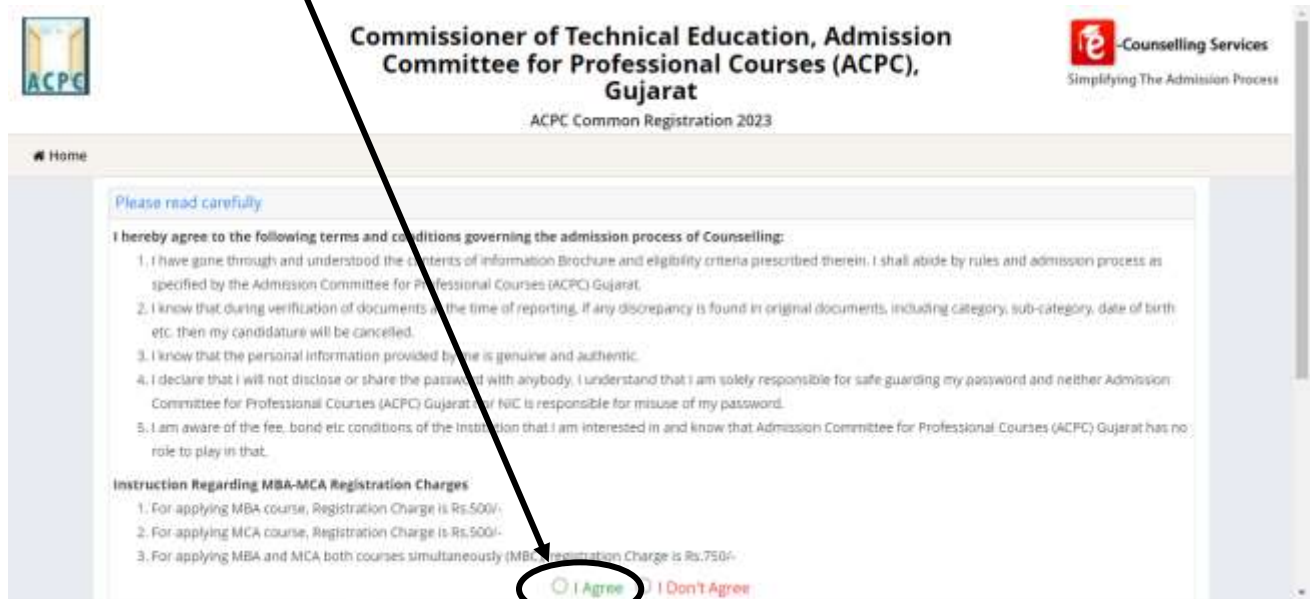 ACPC
Commissioner of Technical Education, Admission
Committee for Professional Courses (ACPC),
Gujarat
ACPC Common Registration 2023
e-Counselling Services
Simplifying The Admission Process
Home
Please read carefully
I hereby agree to the following terms and conditions governing the admission process of Counselling:
1. I have gone through and understood the contents of Information Brochure and eligibility criteria prescribed therein. I shall abide by rules and admission process as
specified by the Admission Committee for Professional Courses (ACPC) Gujarat.
2. I know that during verification of documents at the time of reporting, if any discrepancy is found in original documents, including category, sub-category, date of birth
etc. then my candidature will be cancelled.
3. I know that the personal information provided by me is genuine and authentic.
4. I declare that I will not disclose or share the password with anybody. I understand that I am solely responsible for safe guarding my password and neither Admission
Committee for Professional Courses (ACPC) Gujarat nor NIC is responsible for misuse of my password.
5. I am aware of the fee, bond etc conditions of the Institution that I am interested in and know that Admission Committee for Professional Courses (ACPC) Gujarat has no
role to play in that.
Instruction Regarding MBA-MCA Registration Charges
1. For applying MBA course, Registration Charge is Rs.500/-
2. For applying MCA course, Registration Charge is Rs.500/-
3. For applying MBA and MCA both courses simultaneously (MBC) registration Charge is Rs.750/-
I Agree I Don't Agree